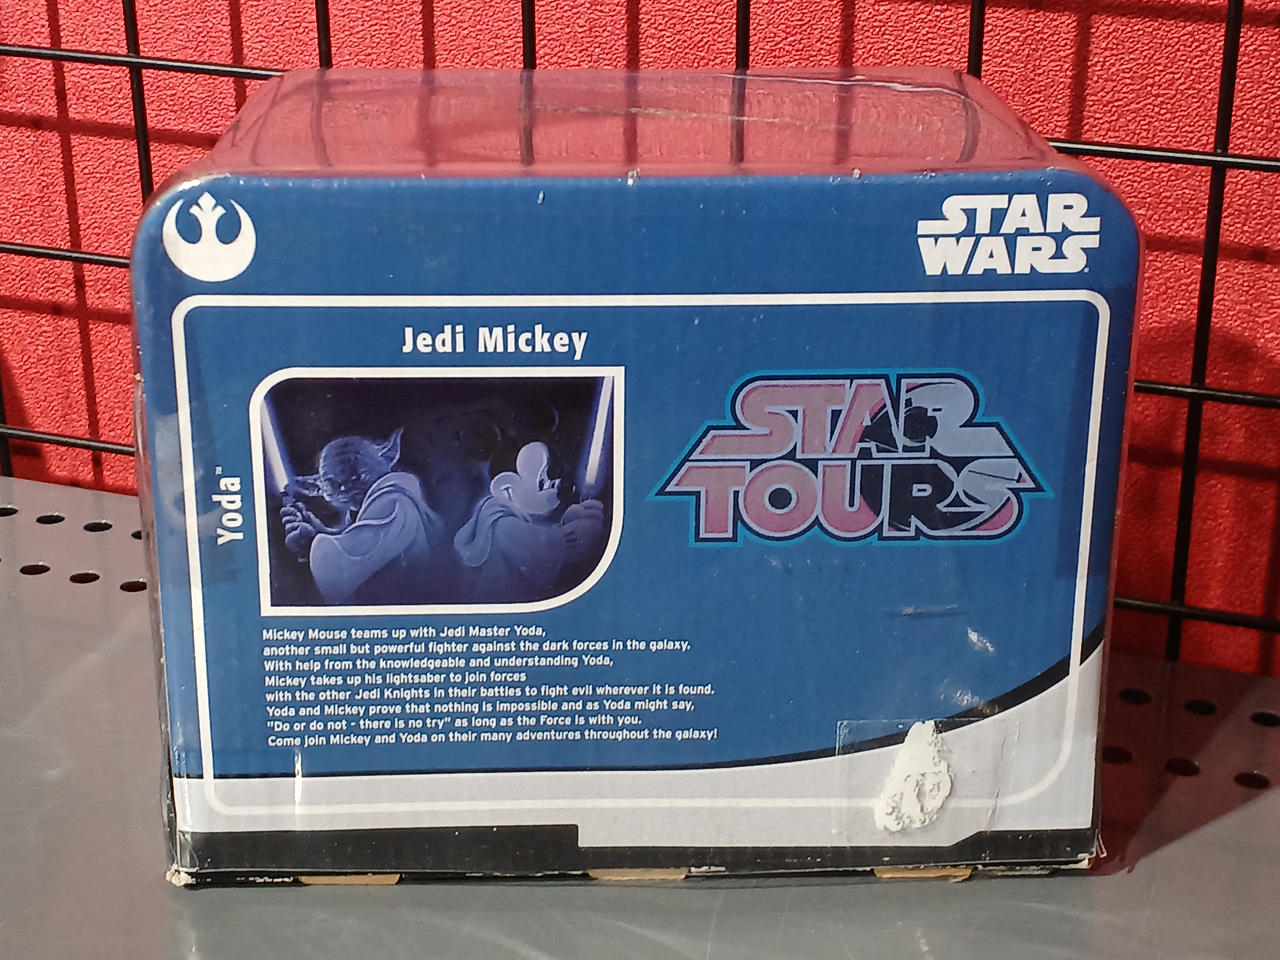 STAR
WARS
Jedi Mickey
Yoda™
STAR
TOURS
Mickey Mouse teams up with Jedi Master Yoda,
another small but powerful fighter against the dark forces in the galaxy.
With help from the knowledgeable and understanding Yoda,
Mickey takes up his lightsaber to join forces
with the other Jedi Knights in their battles to fight evil wherever it is found.
Yoda and Mickey prove that nothing is impossible and as Yoda might say,
"Do or do not - there is no try" as long as the Force is with you.
Come join Mickey and Yoda on their many adventures throughout the galaxy!